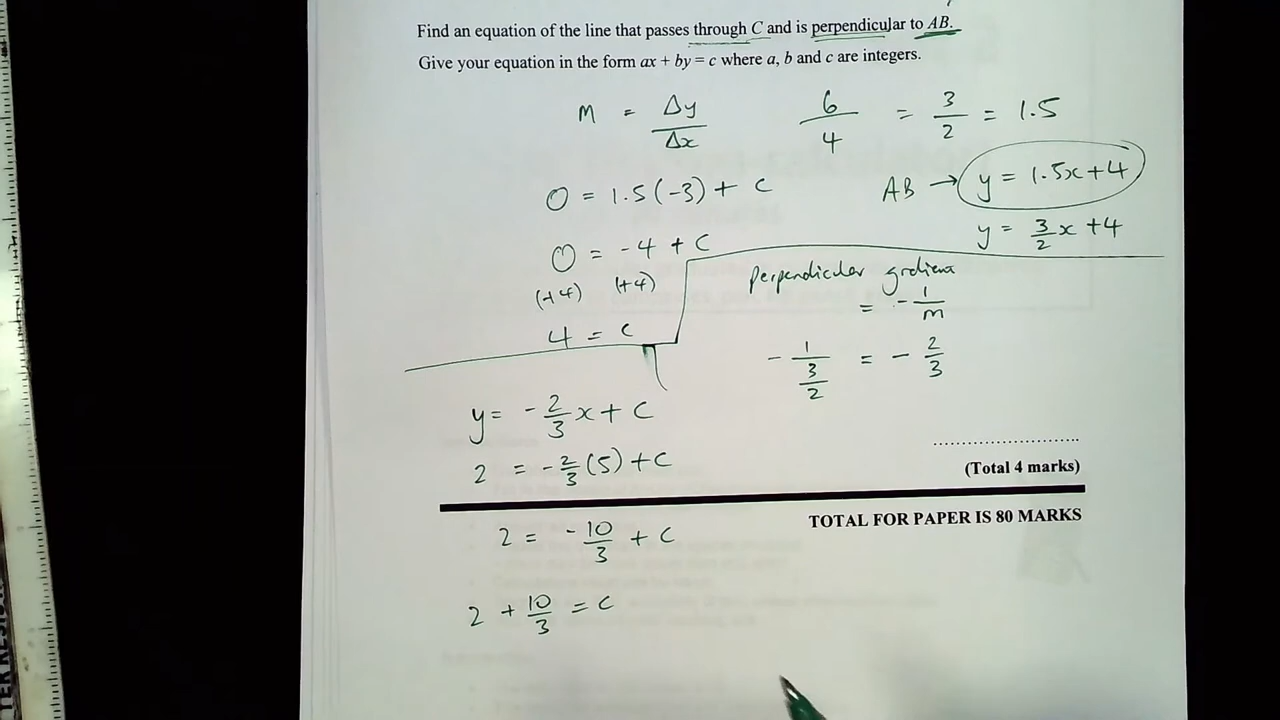 Find an equation of the line that passes through C and is perpendicular to AB.
Give your equation in the form ax + by = c where a, b and c are integers.
m = Δy/Δx 6/4 = 3/2 = 1.5
0 = 1.5(-3) + c AB → y = 1.5x+4
y = 3/2 x +4
0 = -4 + c
(+4) (+4)
4 = c
perpendicular
= -1/m
- 1/(3/2) = - 2/3
y = -2/3 x + c
2 = -2/3 (5) + c
..........................
(Total 4 marks)
TOTAL FOR PAPER IS 80 MARKS
2 = -10/3 + c
2 + 10/3 = c